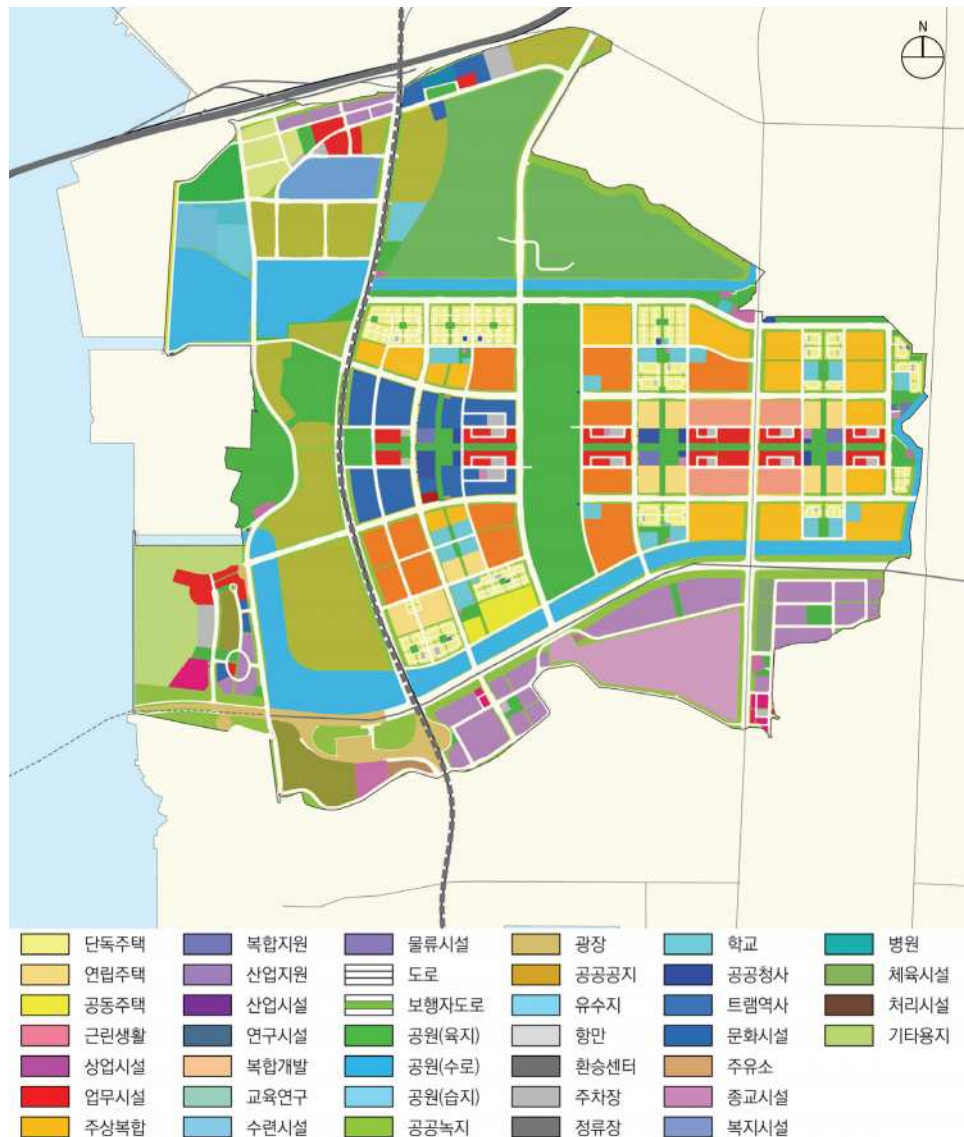 N
단독주택 복합지원 물류시설 광장 학교 병원
연립주택 산업지원 도로 공공공지 공공청사 체육시설
공동주택 산업시설 보행자도로 유수지 트램역사 처리시설
근린생활 연구시설 공원(육지) 항만 문화시설 기타용지
상업시설 복합개발 공원(수로) 환승센터 주유소
업무시설 교육연구 공원(습지) 주차장 종교시설
주상복합 수련시설 공공녹지 정류장 복지시설